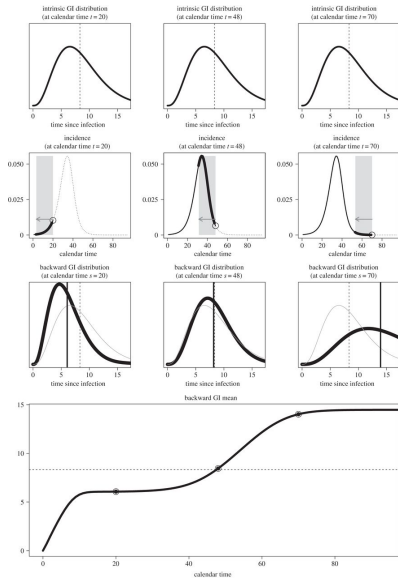 intrinsic GI distribution
(at calendar time t = 20)
intrinsic GI distribution
(at calendar time t = 48)
intrinsic GI distribution
(at calendar time t = 70)
0 5 10 15
0 5 10 15
0 5 10 15
time since infection
time since infection
time since infection
incidence
(at calendar time t = 20)
incidence
(at calendar time t = 48)
incidence
(at calendar time t = 70)
0.050
0.025
0
0.050
0.025
0
0.050
0.025
0
0 20 40 60 80
0 20 40 60 80
0 20 40 60 80
calendar time
calendar time
calendar time
backward GI distribution
(at calendar time s = 20)
backward GI distribution
(at calendar time s = 48)
backward GI distribution
(at calendar time s = 70)
0 5 10 15
0 5 10 15
0 5 10 15
time since infection
time since infection
time since infection
backward GI mean
15
10
5
0
0 20 40 60 80
calendar time